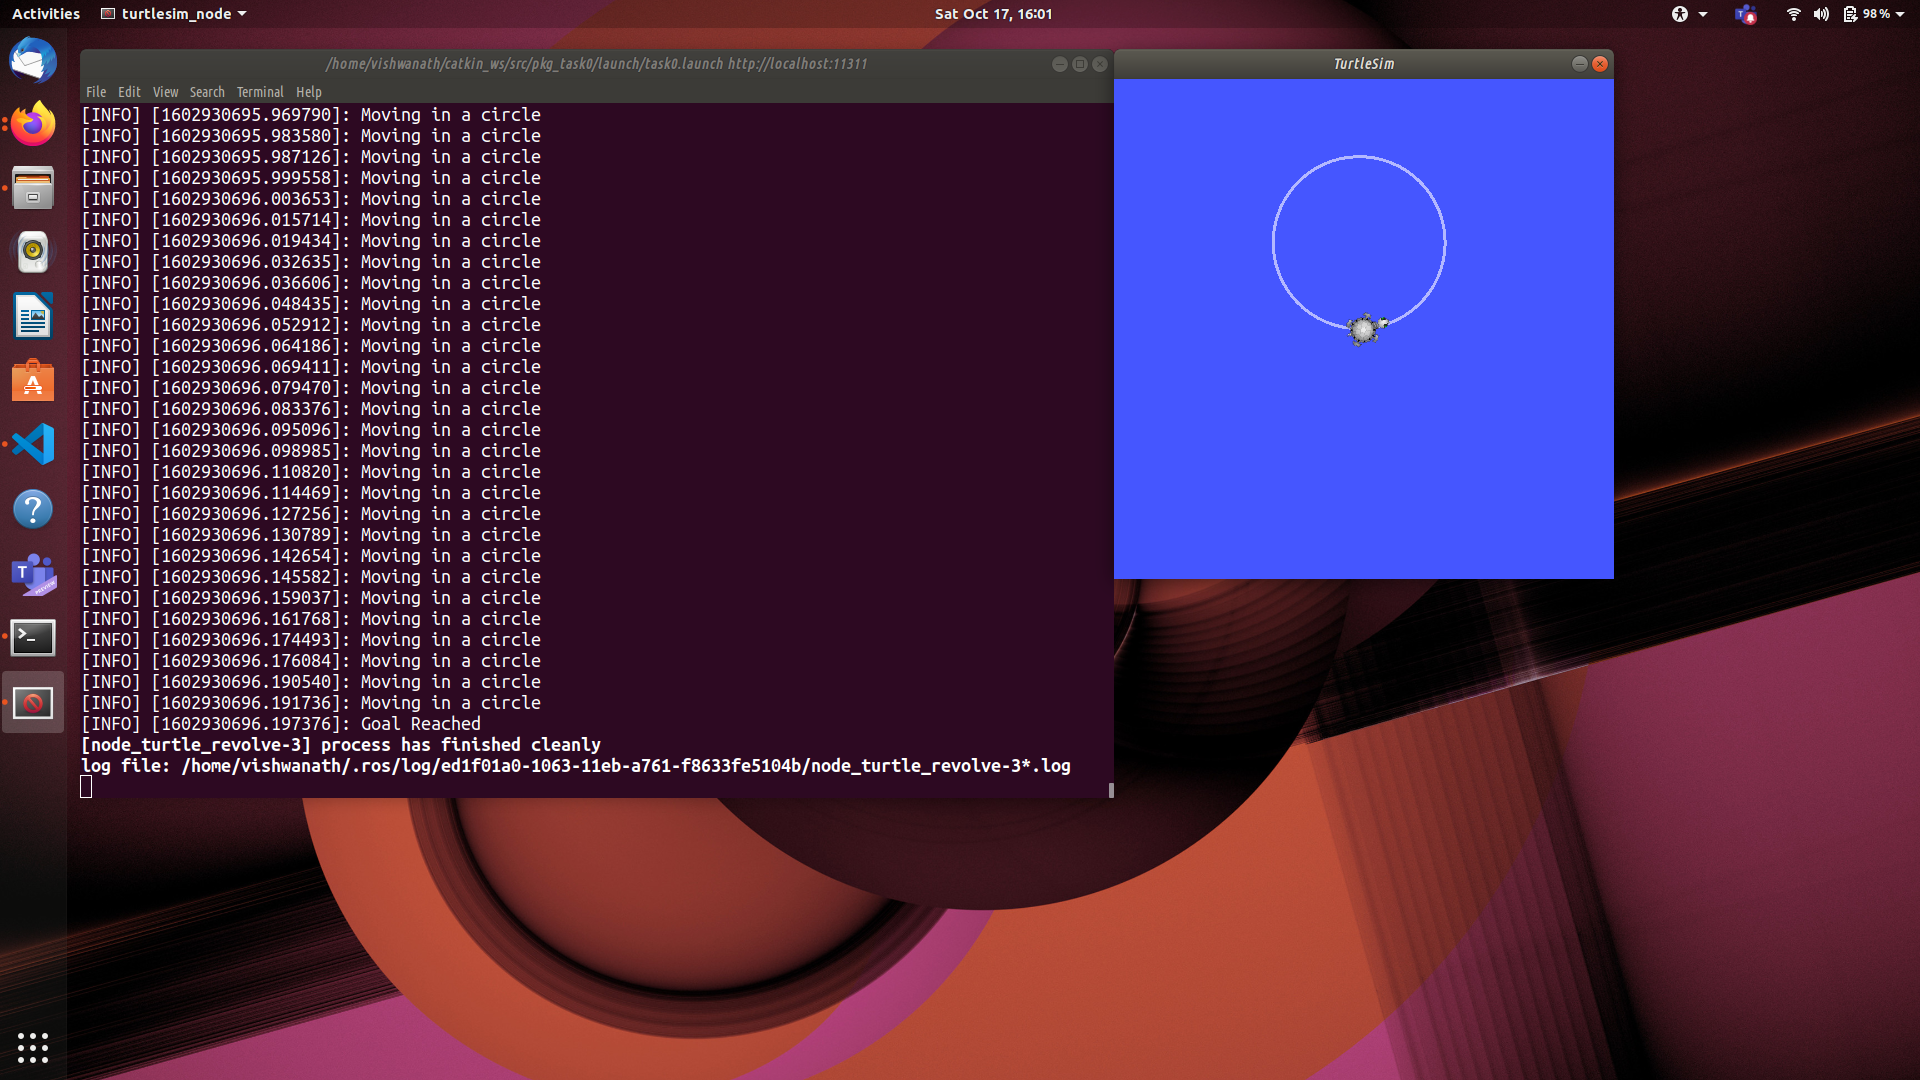 Activities turtlesim_node Sat Oct 17, 16:01 98%
/home/vishwanath/catkin_ws/src/pkg_task0/launch/task0.launch http://localhost:11311
TurtleSim
File Edit View Search Terminal Help
[INFO] [1602930695.969790]: Moving in a circle
[INFO] [1602930695.983580]: Moving in a circle
[INFO] [1602930695.987126]: Moving in a circle
[INFO] [1602930695.999558]: Moving in a circle
[INFO] [1602930696.003653]: Moving in a circle
[INFO] [1602930696.015714]: Moving in a circle
[INFO] [1602930696.019434]: Moving in a circle
[INFO] [1602930696.032635]: Moving in a circle
[INFO] [1602930696.036606]: Moving in a circle
[INFO] [1602930696.048435]: Moving in a circle
[INFO] [1602930696.052912]: Moving in a circle
[INFO] [1602930696.064186]: Moving in a circle
[INFO] [1602930696.069411]: Moving in a circle
[INFO] [1602930696.079470]: Moving in a circle
[INFO] [1602930696.083376]: Moving in a circle
[INFO] [1602930696.095096]: Moving in a circle
[INFO] [1602930696.098985]: Moving in a circle
[INFO] [1602930696.110820]: Moving in a circle
[INFO] [1602930696.114469]: Moving in a circle
[INFO] [1602930696.127256]: Moving in a circle
[INFO] [1602930696.130789]: Moving in a circle
[INFO] [1602930696.142654]: Moving in a circle
[INFO] [1602930696.145582]: Moving in a circle
[INFO] [1602930696.159037]: Moving in a circle
[INFO] [1602930696.161768]: Moving in a circle
[INFO] [1602930696.174493]: Moving in a circle
[INFO] [1602930696.176084]: Moving in a circle
[INFO] [1602930696.190540]: Moving in a circle
[INFO] [1602930696.191736]: Moving in a circle
[INFO] [1602930696.197376]: Goal Reached
[node_turtle_revolve-3] process has finished cleanly
log file: /home/vishwanath/.ros/log/ed1f01a0-1063-11eb-a761-f8633fe5104b/node_turtle_revolve-3*.log